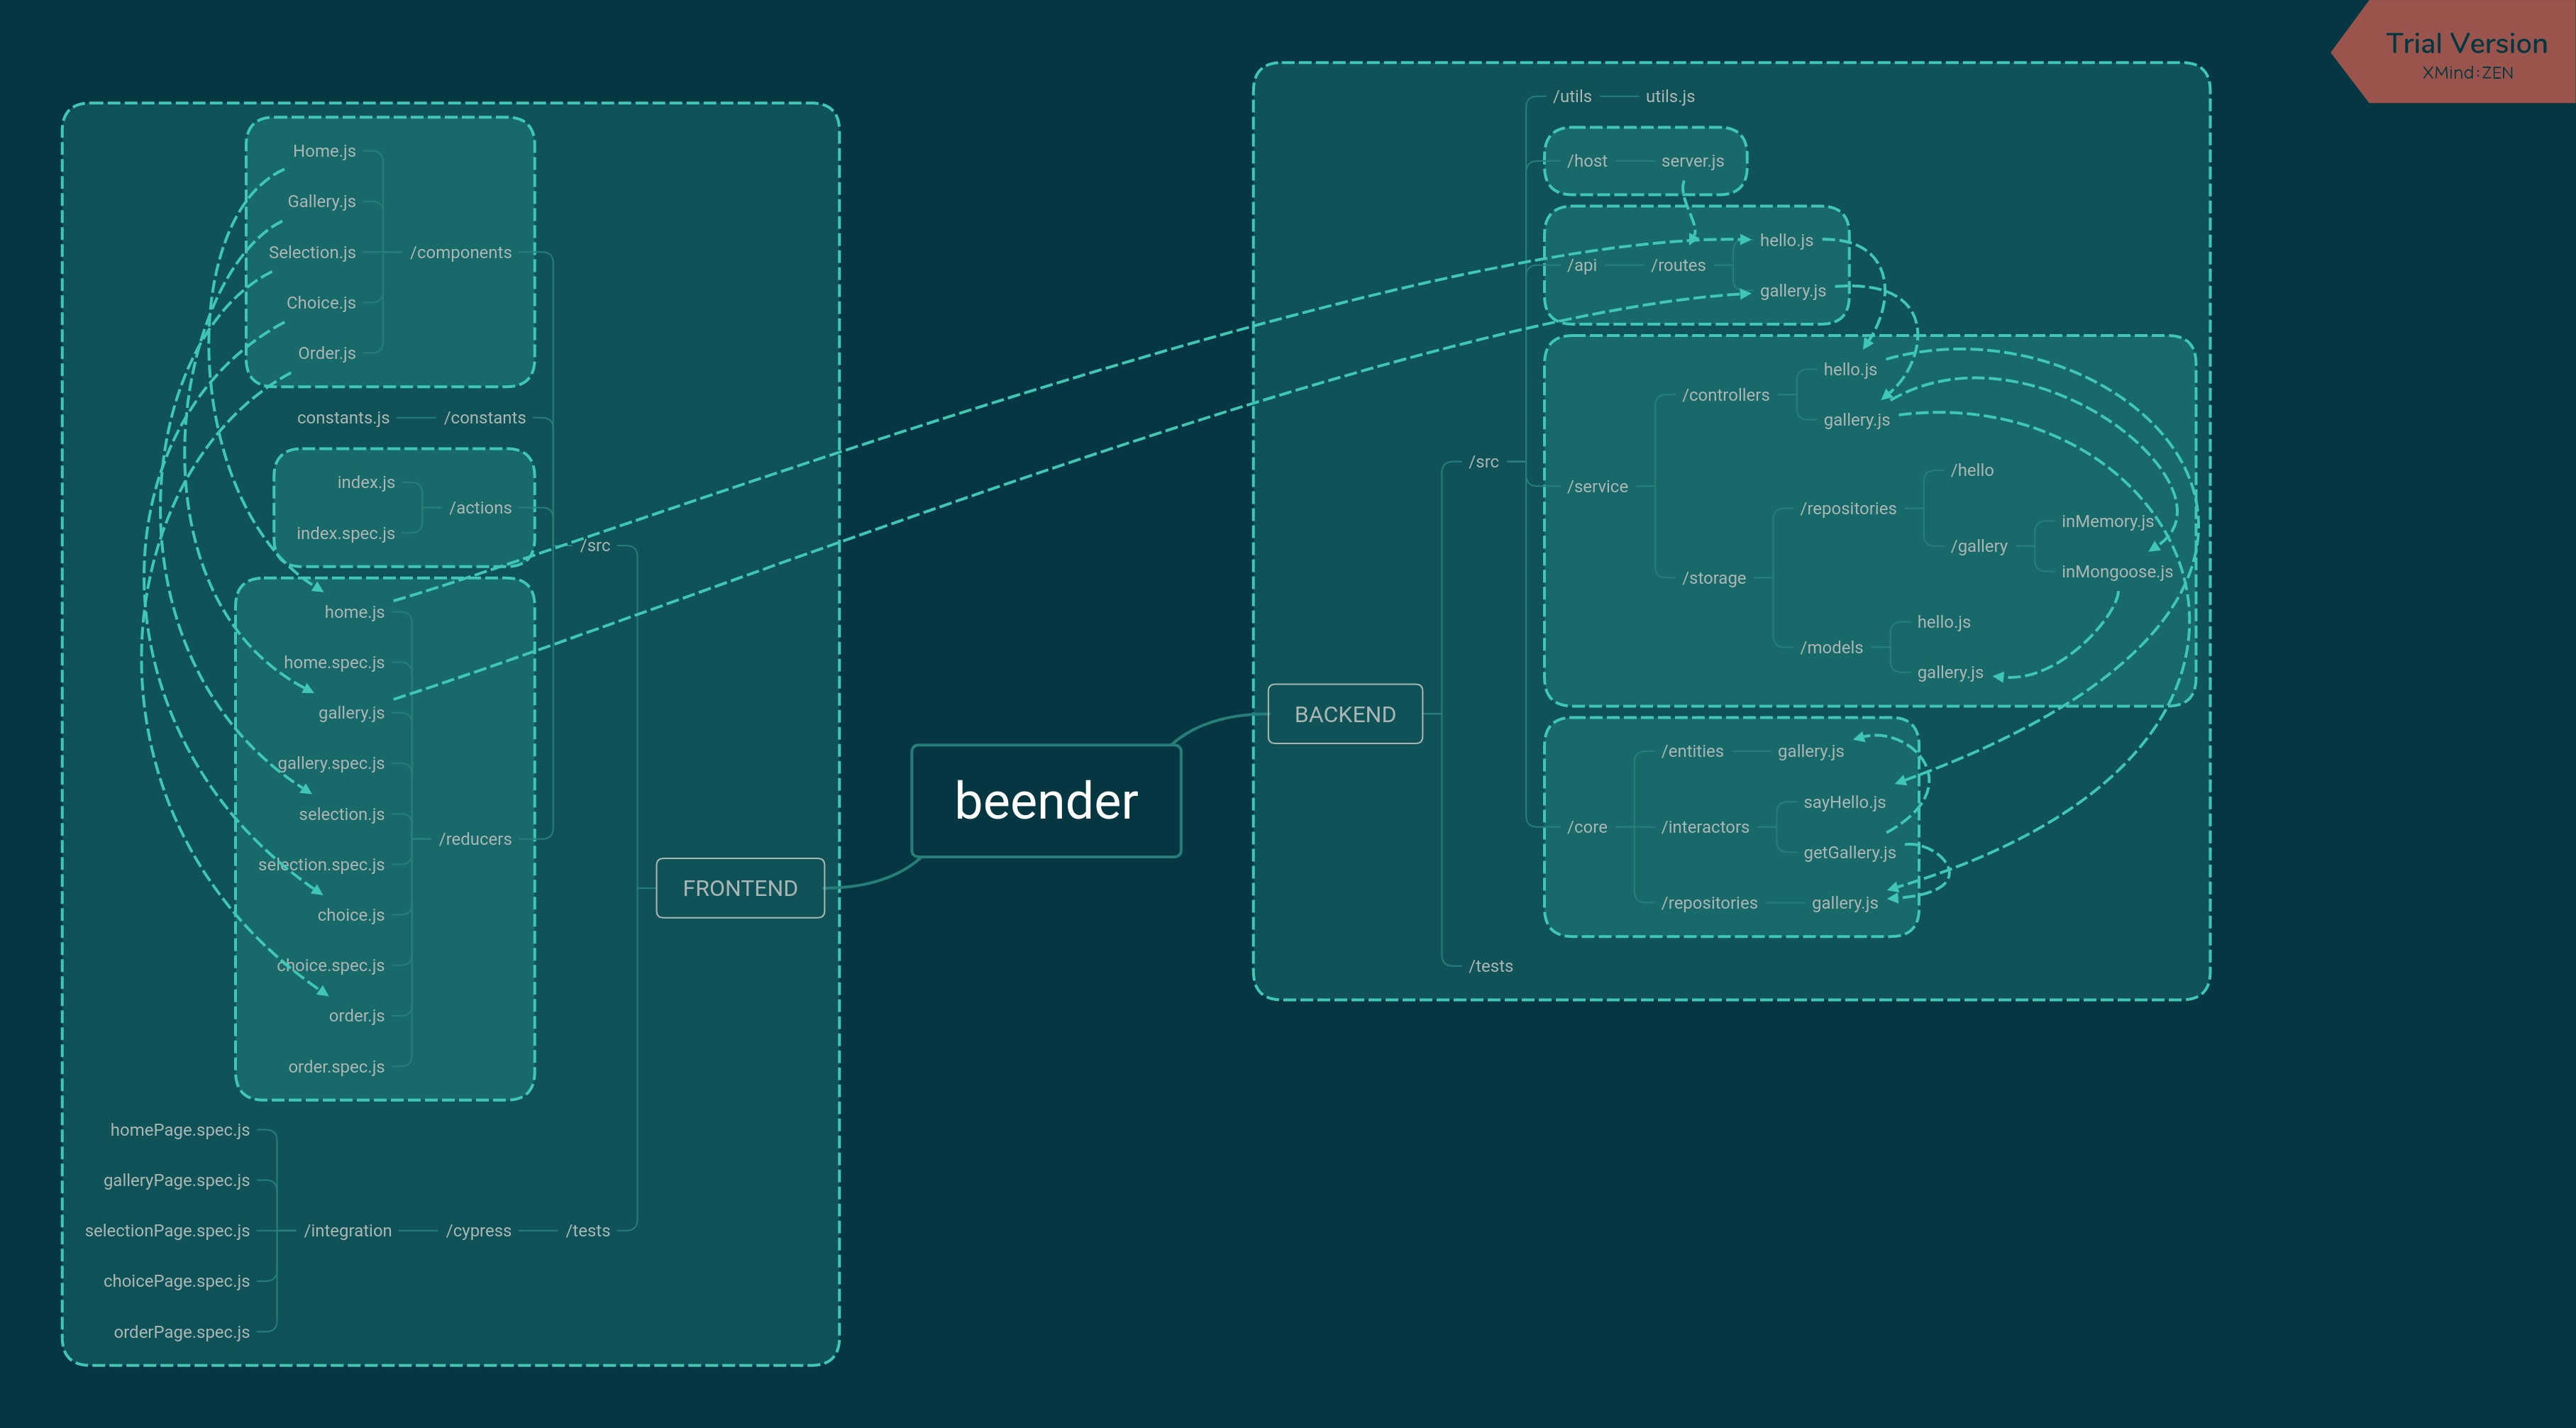 Trial Version
XMind:ZEN
beender
FRONTEND
/src
/components
Home.js
Gallery.js
Selection.js
Choice.js
Order.js
/constants
constants.js
/actions
index.js
index.spec.js
/reducers
home.js
home.spec.js
gallery.js
gallery.spec.js
selection.js
selection.spec.js
choice.js
choice.spec.js
order.js
order.spec.js
/tests
/cypress
/integration
homePage.spec.js
galleryPage.spec.js
selectionPage.spec.js
choicePage.spec.js
orderPage.spec.js
BACKEND
/src
/utils
utils.js
/host
server.js
/api
/routes
hello.js
gallery.js
/service
/controllers
hello.js
gallery.js
/storage
/repositories
/hello
/gallery
inMemory.js
inMongoose.js
/models
hello.js
gallery.js
/core
/entities
gallery.js
/interactors
sayHello.js
getGallery.js
/repositories
gallery.js
/tests